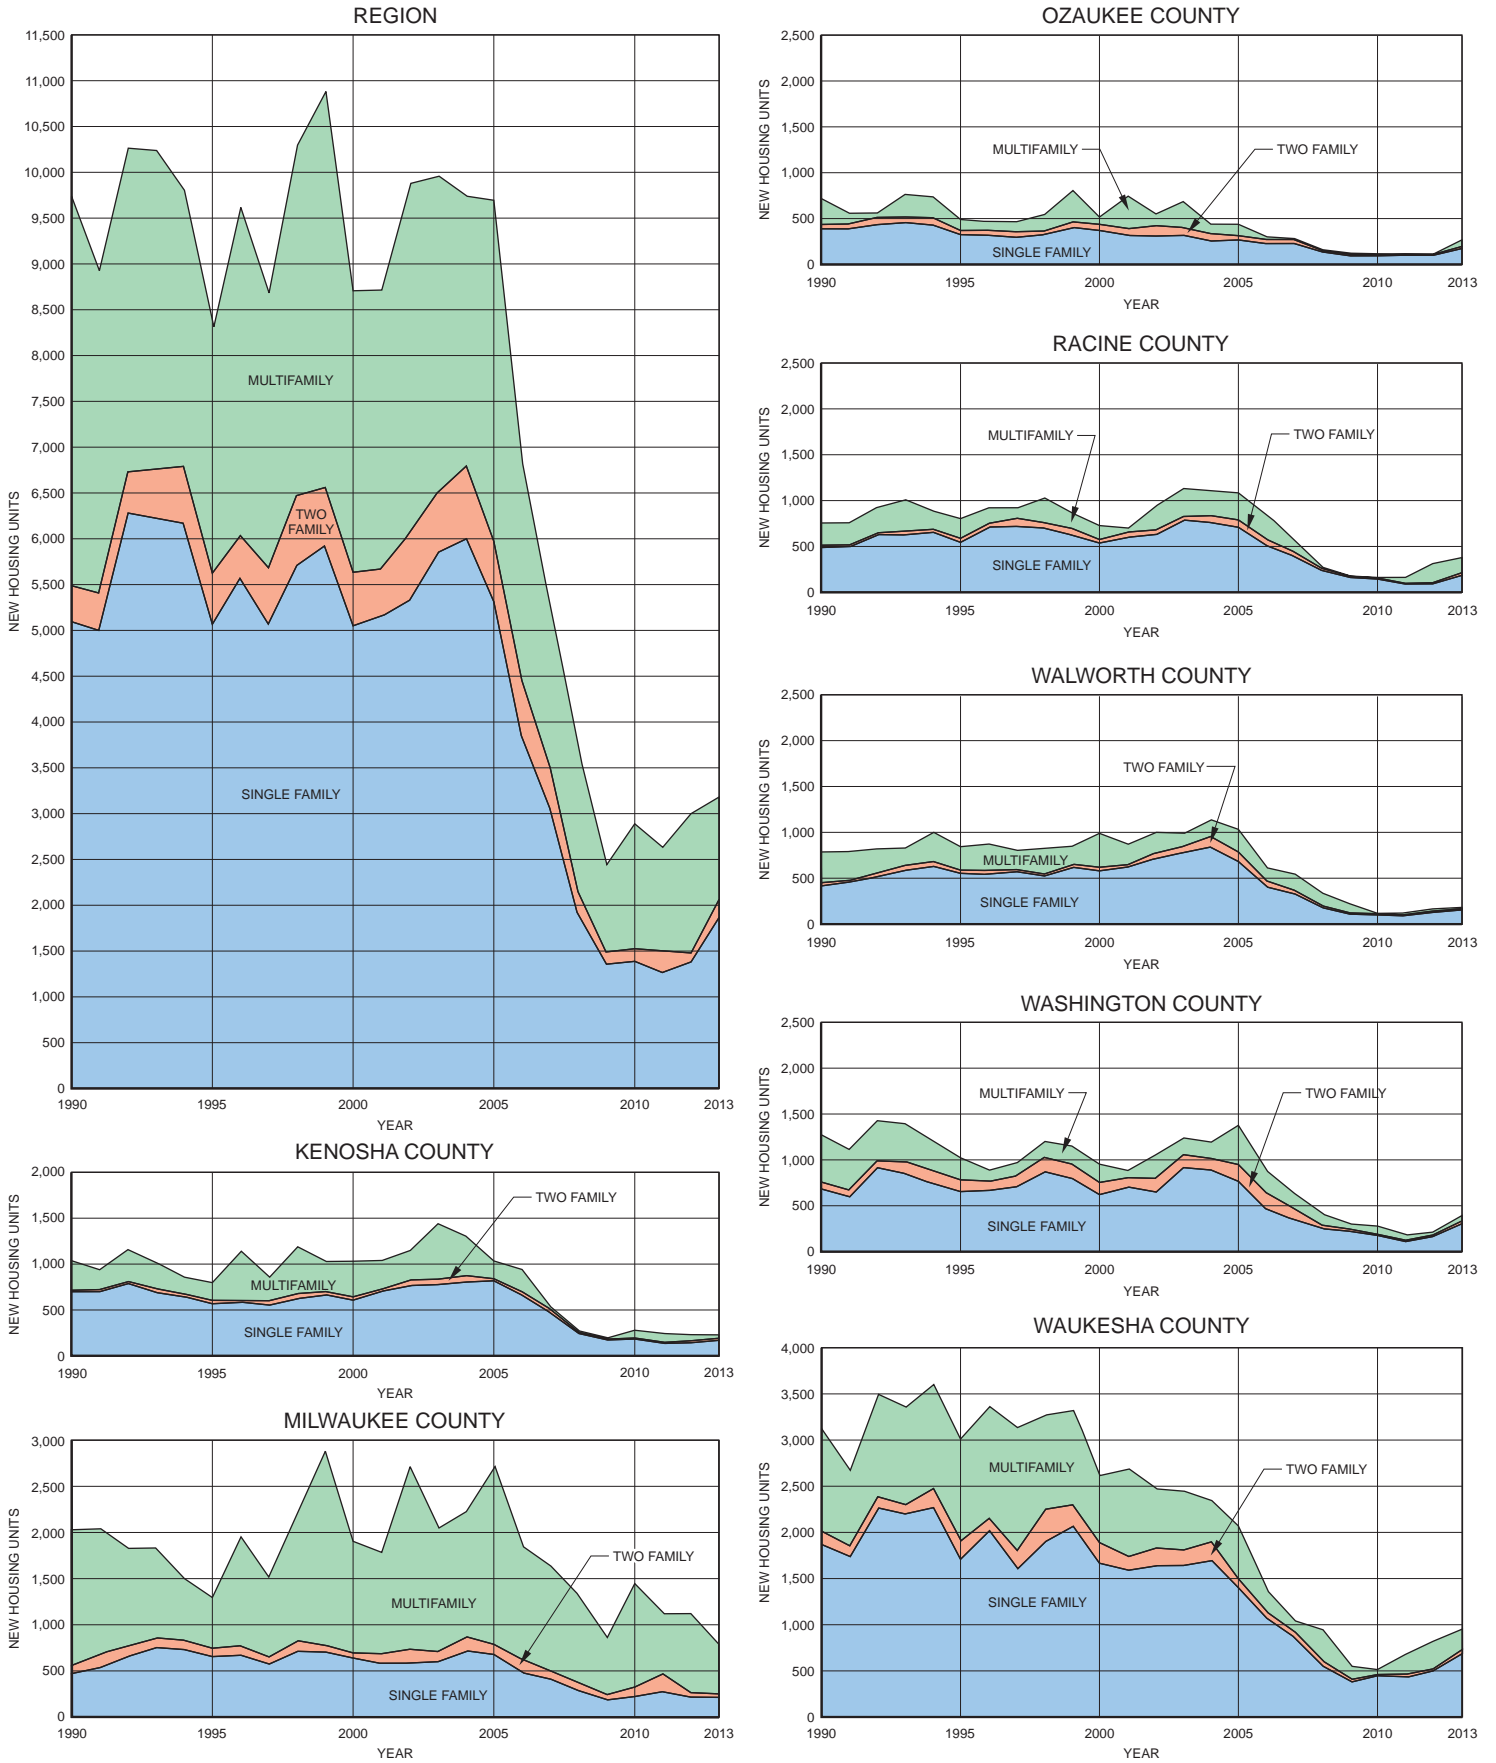 REGION
11,500
11,000
10,500
10,000
9,500
9,000
8,500
8,000
7,500
7,000
6,500
6,000
5,500
5,000
4,500
4,000
3,500
3,000
2,500
2,000
1,500
1,000
500
0
NEW HOUSING UNITS
MULTIFAMILY
TWO
FAMILY
SINGLE FAMILY
1990 1995 2000 2005 2010 2013
YEAR
KENOSHA COUNTY
2,000
1,500
1,000
500
0
NEW HOUSING UNITS
TWO FAMILY
MULTIFAMILY
SINGLE FAMILY
1990 1995 2000 2005 2010 2013
YEAR
MILWAUKEE COUNTY
3,000
2,500
2,000
1,500
1,000
500
0
NEW HOUSING UNITS
TWO FAMILY
MULTIFAMILY
SINGLE FAMILY
1990 1995 2000 2005 2010 2013
YEAR
OZAUKEE COUNTY
2,500
2,000
1,500
1,000
500
0
NEW HOUSING UNITS
MULTIFAMILY TWO FAMILY
SINGLE FAMILY
1990 1995 2000 2005 2010 2013
YEAR
RACINE COUNTY
2,500
2,000
1,500
1,000
500
0
NEW HOUSING UNITS
MULTIFAMILY TWO FAMILY
SINGLE FAMILY
1990 1995 2000 2005 2010 2013
YEAR
WALWORTH COUNTY
2,500
2,000
1,500
1,000
500
0
NEW HOUSING UNITS
TWO FAMILY
MULTIFAMILY
SINGLE FAMILY
1990 1995 2000 2005 2010 2013
YEAR
WASHINGTON COUNTY
2,500
2,000
1,500
1,000
500
0
NEW HOUSING UNITS
MULTIFAMILY TWO FAMILY
SINGLE FAMILY
1990 1995 2000 2005 2010 2013
YEAR
WAUKESHA COUNTY
4,000
3,500
3,000
2,500
2,000
1,500
1,000
500
0
NEW HOUSING UNITS
MULTIFAMILY TWO FAMILY
SINGLE FAMILY
1990 1995 2000 2005 2010 2013
YEAR